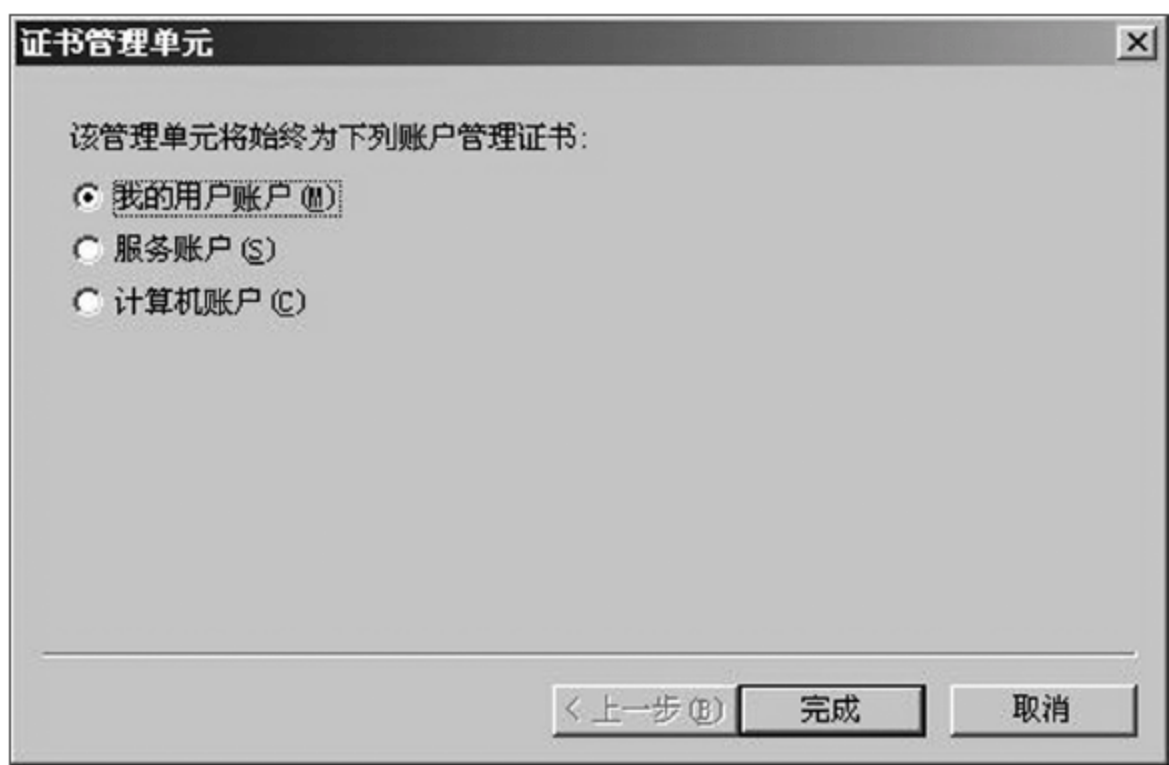 证书管理单元
该管理单元将始终为下列账户管理证书：
我的用户账户(M)
服务账户(S)
计算机账户(C)
< 上一步(B) 完成 取消